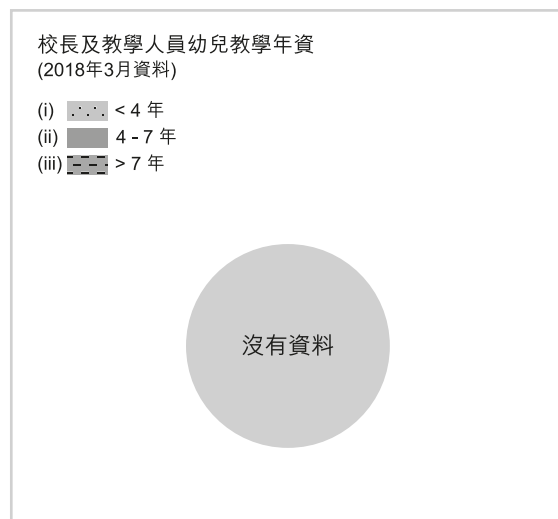 校長及教學人員幼兒教學年資
(2018年3月資料)
(i) < 4 年
(ii) 4 - 7 年
(iii) > 7 年
沒有資料